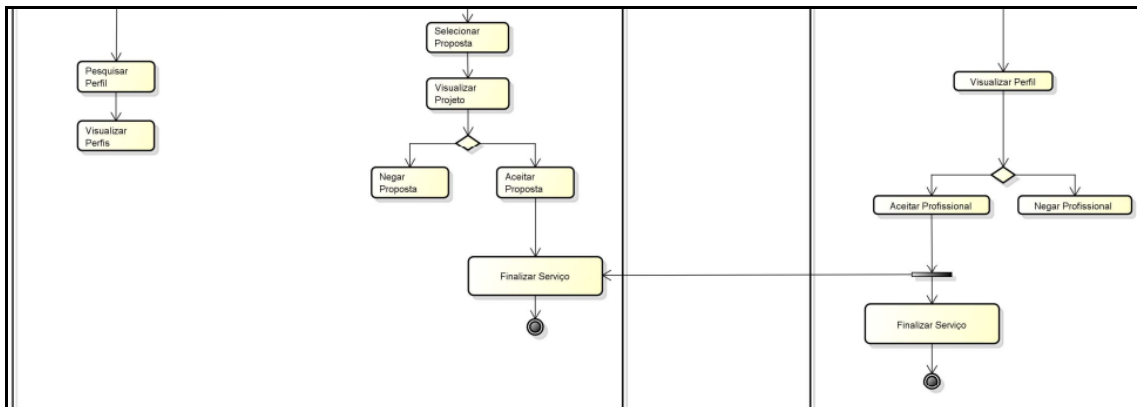 Selecionar
Proposta
Pesquisar
Perfil
Visualizar
Projeto
Visualizar Perfil
Visualizar
Perfis
Negar
Proposta
Aceitar
Proposta
Aceitar Profissional
Negar Profissional
Finalizar Serviço
Finalizar Serviço